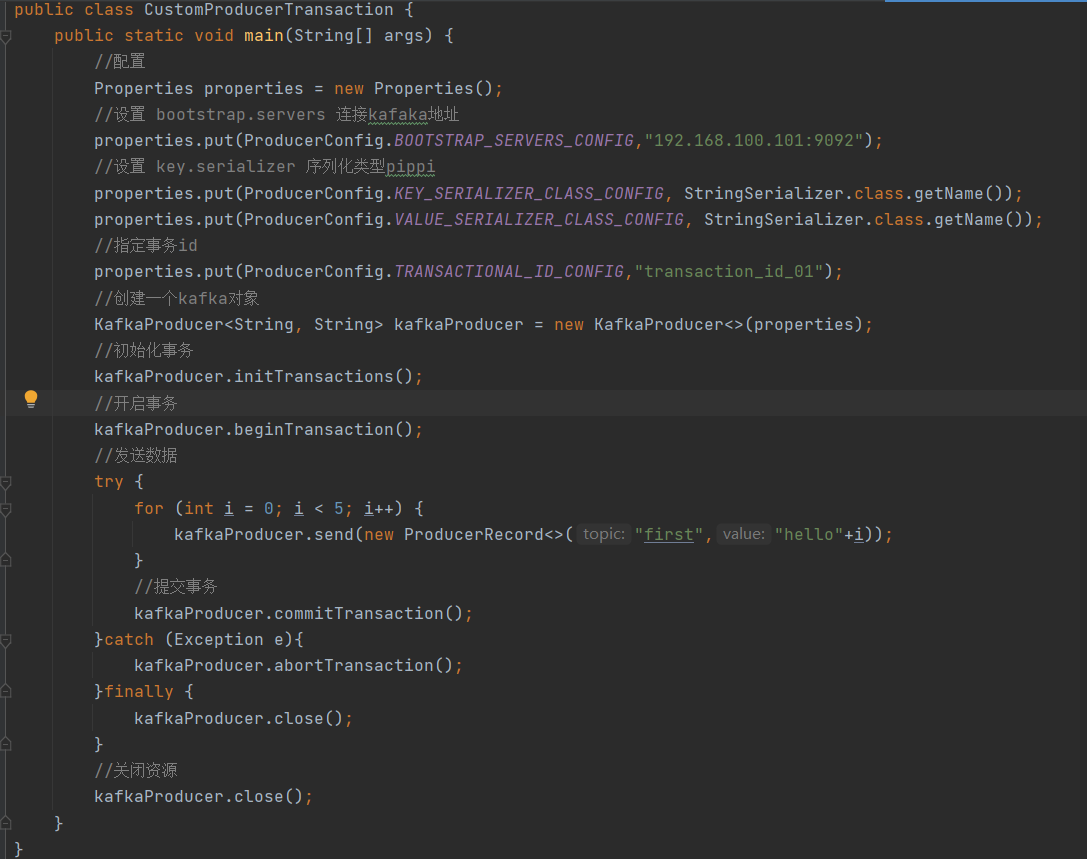 public class CustomProducerTransaction {
public static void main(String[] args) {
//配置
Properties properties = new Properties();
//设置 bootstrap.servers 连接kafaka地址
properties.put(ProducerConfig.BOOTSTRAP_SERVERS_CONFIG,"192.168.100.101:9092");
//设置 key.serializer 序列化类型pippi
properties.put(ProducerConfig.KEY_SERIALIZER_CLASS_CONFIG, StringSerializer.class.getName());
properties.put(ProducerConfig.VALUE_SERIALIZER_CLASS_CONFIG, StringSerializer.class.getName());
//指定事务id
properties.put(ProducerConfig.TRANSACTIONAL_ID_CONFIG,"transaction_id_01");
//创建一个kafka对象
KafkaProducer<String, String> kafkaProducer = new KafkaProducer<>(properties);
//初始化事务
kafkaProducer.initTransactions();
//开启事务
kafkaProducer.beginTransaction();
//发送数据
try {
for (int i = 0; i < 5; i++) {
kafkaProducer.send(new ProducerRecord<>( topic: "first", value: "hello"+i));
}
//提交事务
kafkaProducer.commitTransaction();
}catch (Exception e){
kafkaProducer.abortTransaction();
}finally {
kafkaProducer.close();
}
//关闭资源
kafkaProducer.close();
}
}